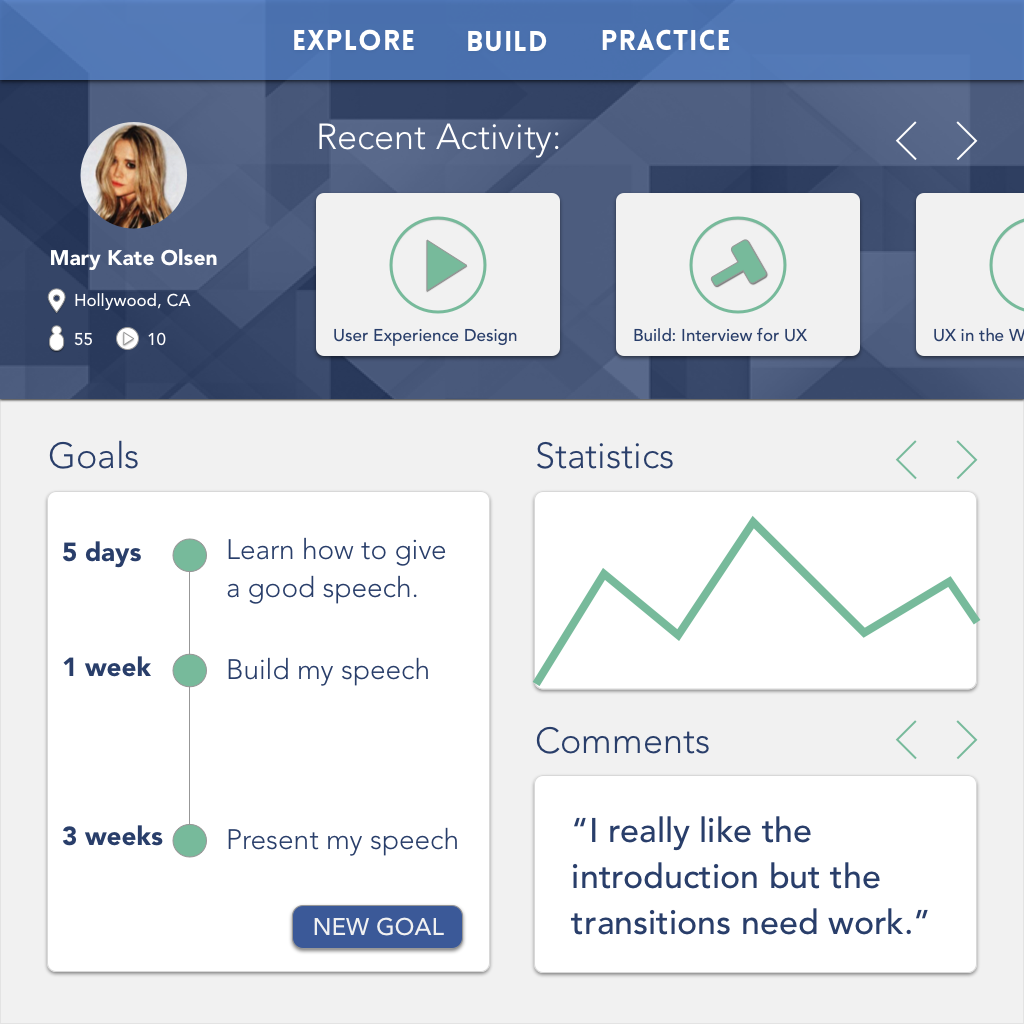 EXPLORE BUILD PRACTICE
Recent Activity:
Mary Kate Olsen
Hollywood, CA
55 10
User Experience Design
Build: Interview for UX
UX in the W
Goals
5 days
Learn how to give
a good speech.
1 week
Build my speech
3 weeks
Present my speech
NEW GOAL
Statistics
Comments
“I really like the
introduction but the
transitions need work.”